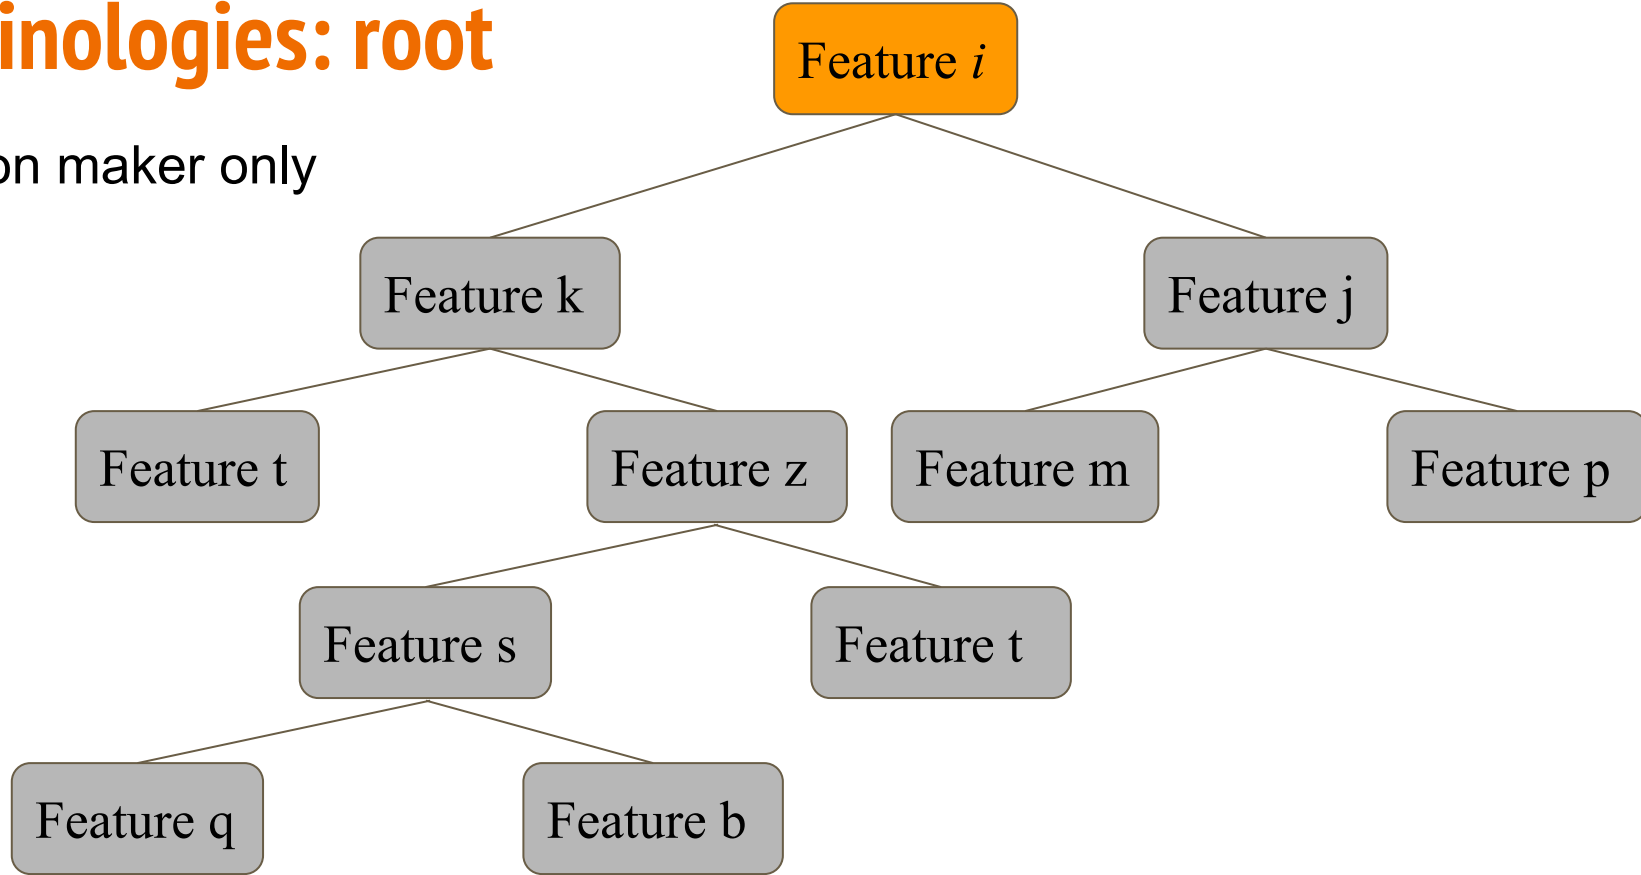 inologies: root
on maker only
Feature i
Feature k
Feature j
Feature t
Feature z
Feature m
Feature p
Feature s
Feature t
Feature q
Feature b